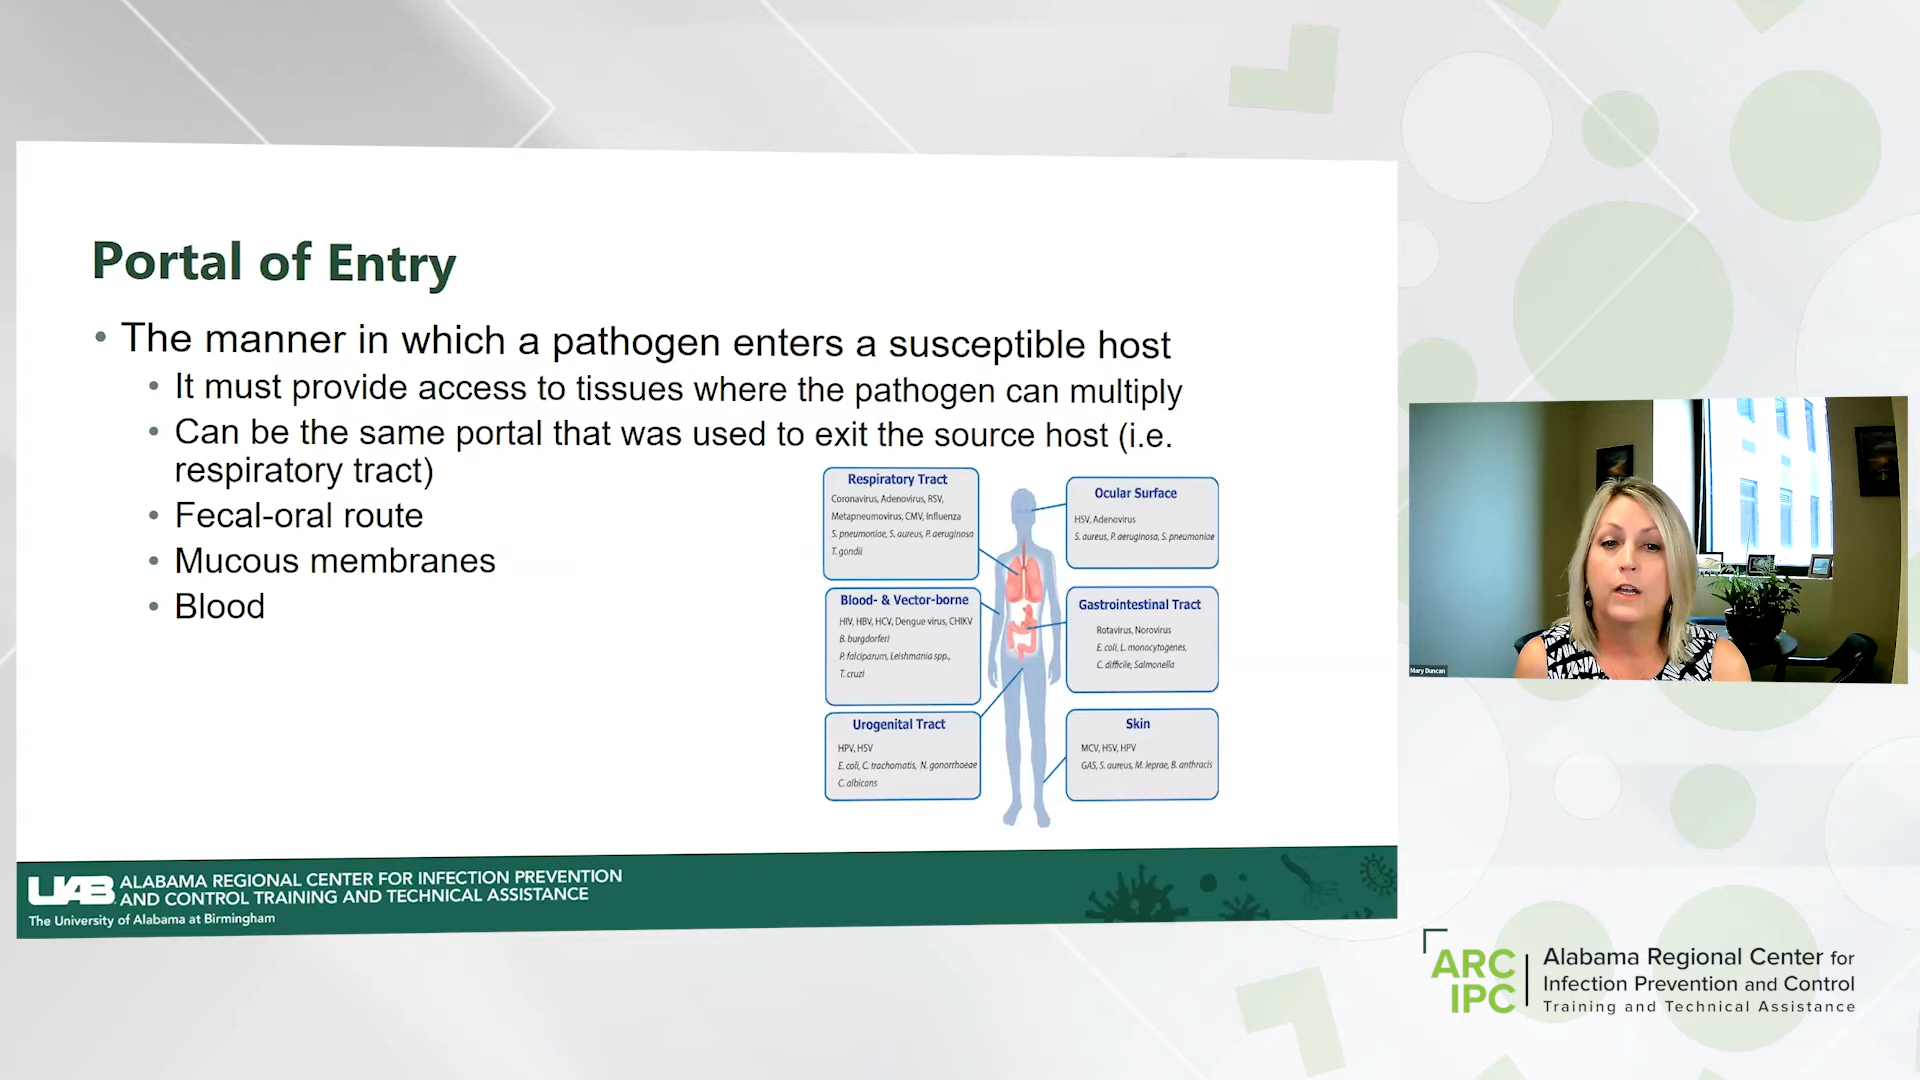 Portal of Entry
• The manner in which a pathogen enters a susceptible host
• It must provide access to tissues where the pathogen can multiply
• Can be the same portal that was used to exit the source host (i.e.
respiratory tract)
• Fecal-oral route
• Mucous membranes
• Blood
Respiratory Tract
Coronavirus, Adenovirus, RSV,
Metapneumovirus, CMV, Influenza
S. pneumoniae, S. aureus, P. aeruginosa
T. gondii
Blood- & Vector-borne
HIV, HBV, HCV, Dengue virus, CHIKV
B. burgdorferi
P. falciparum, Leishmania spp.,
T. cruzi
Urogenital Tract
HPV, HSV
E. coli, C. trachomatis, N. gonorrhoeae
C. albicans
Ocular Surface
HSV, Adenovirus
S. aureus, P. aeruginosa, S. pneumoniae
Gastrointestinal Tract
Rotavirus, Norovirus
E. coli, L. monocytogenes,
C. difficile, Salmonella
Skin
MCV, HSV, HPV
GAS, S. aureus, M. leprae, B. anthracis
UAB ALABAMA REGIONAL CENTER FOR INFECTION PREVENTION
AND CONTROL TRAINING AND TECHNICAL ASSISTANCE
The University of Alabama at Birmingham
Mary Duncan
ARC
IPC
Alabama Regional Center for
Infection Prevention and Control
Training and Technical Assistance